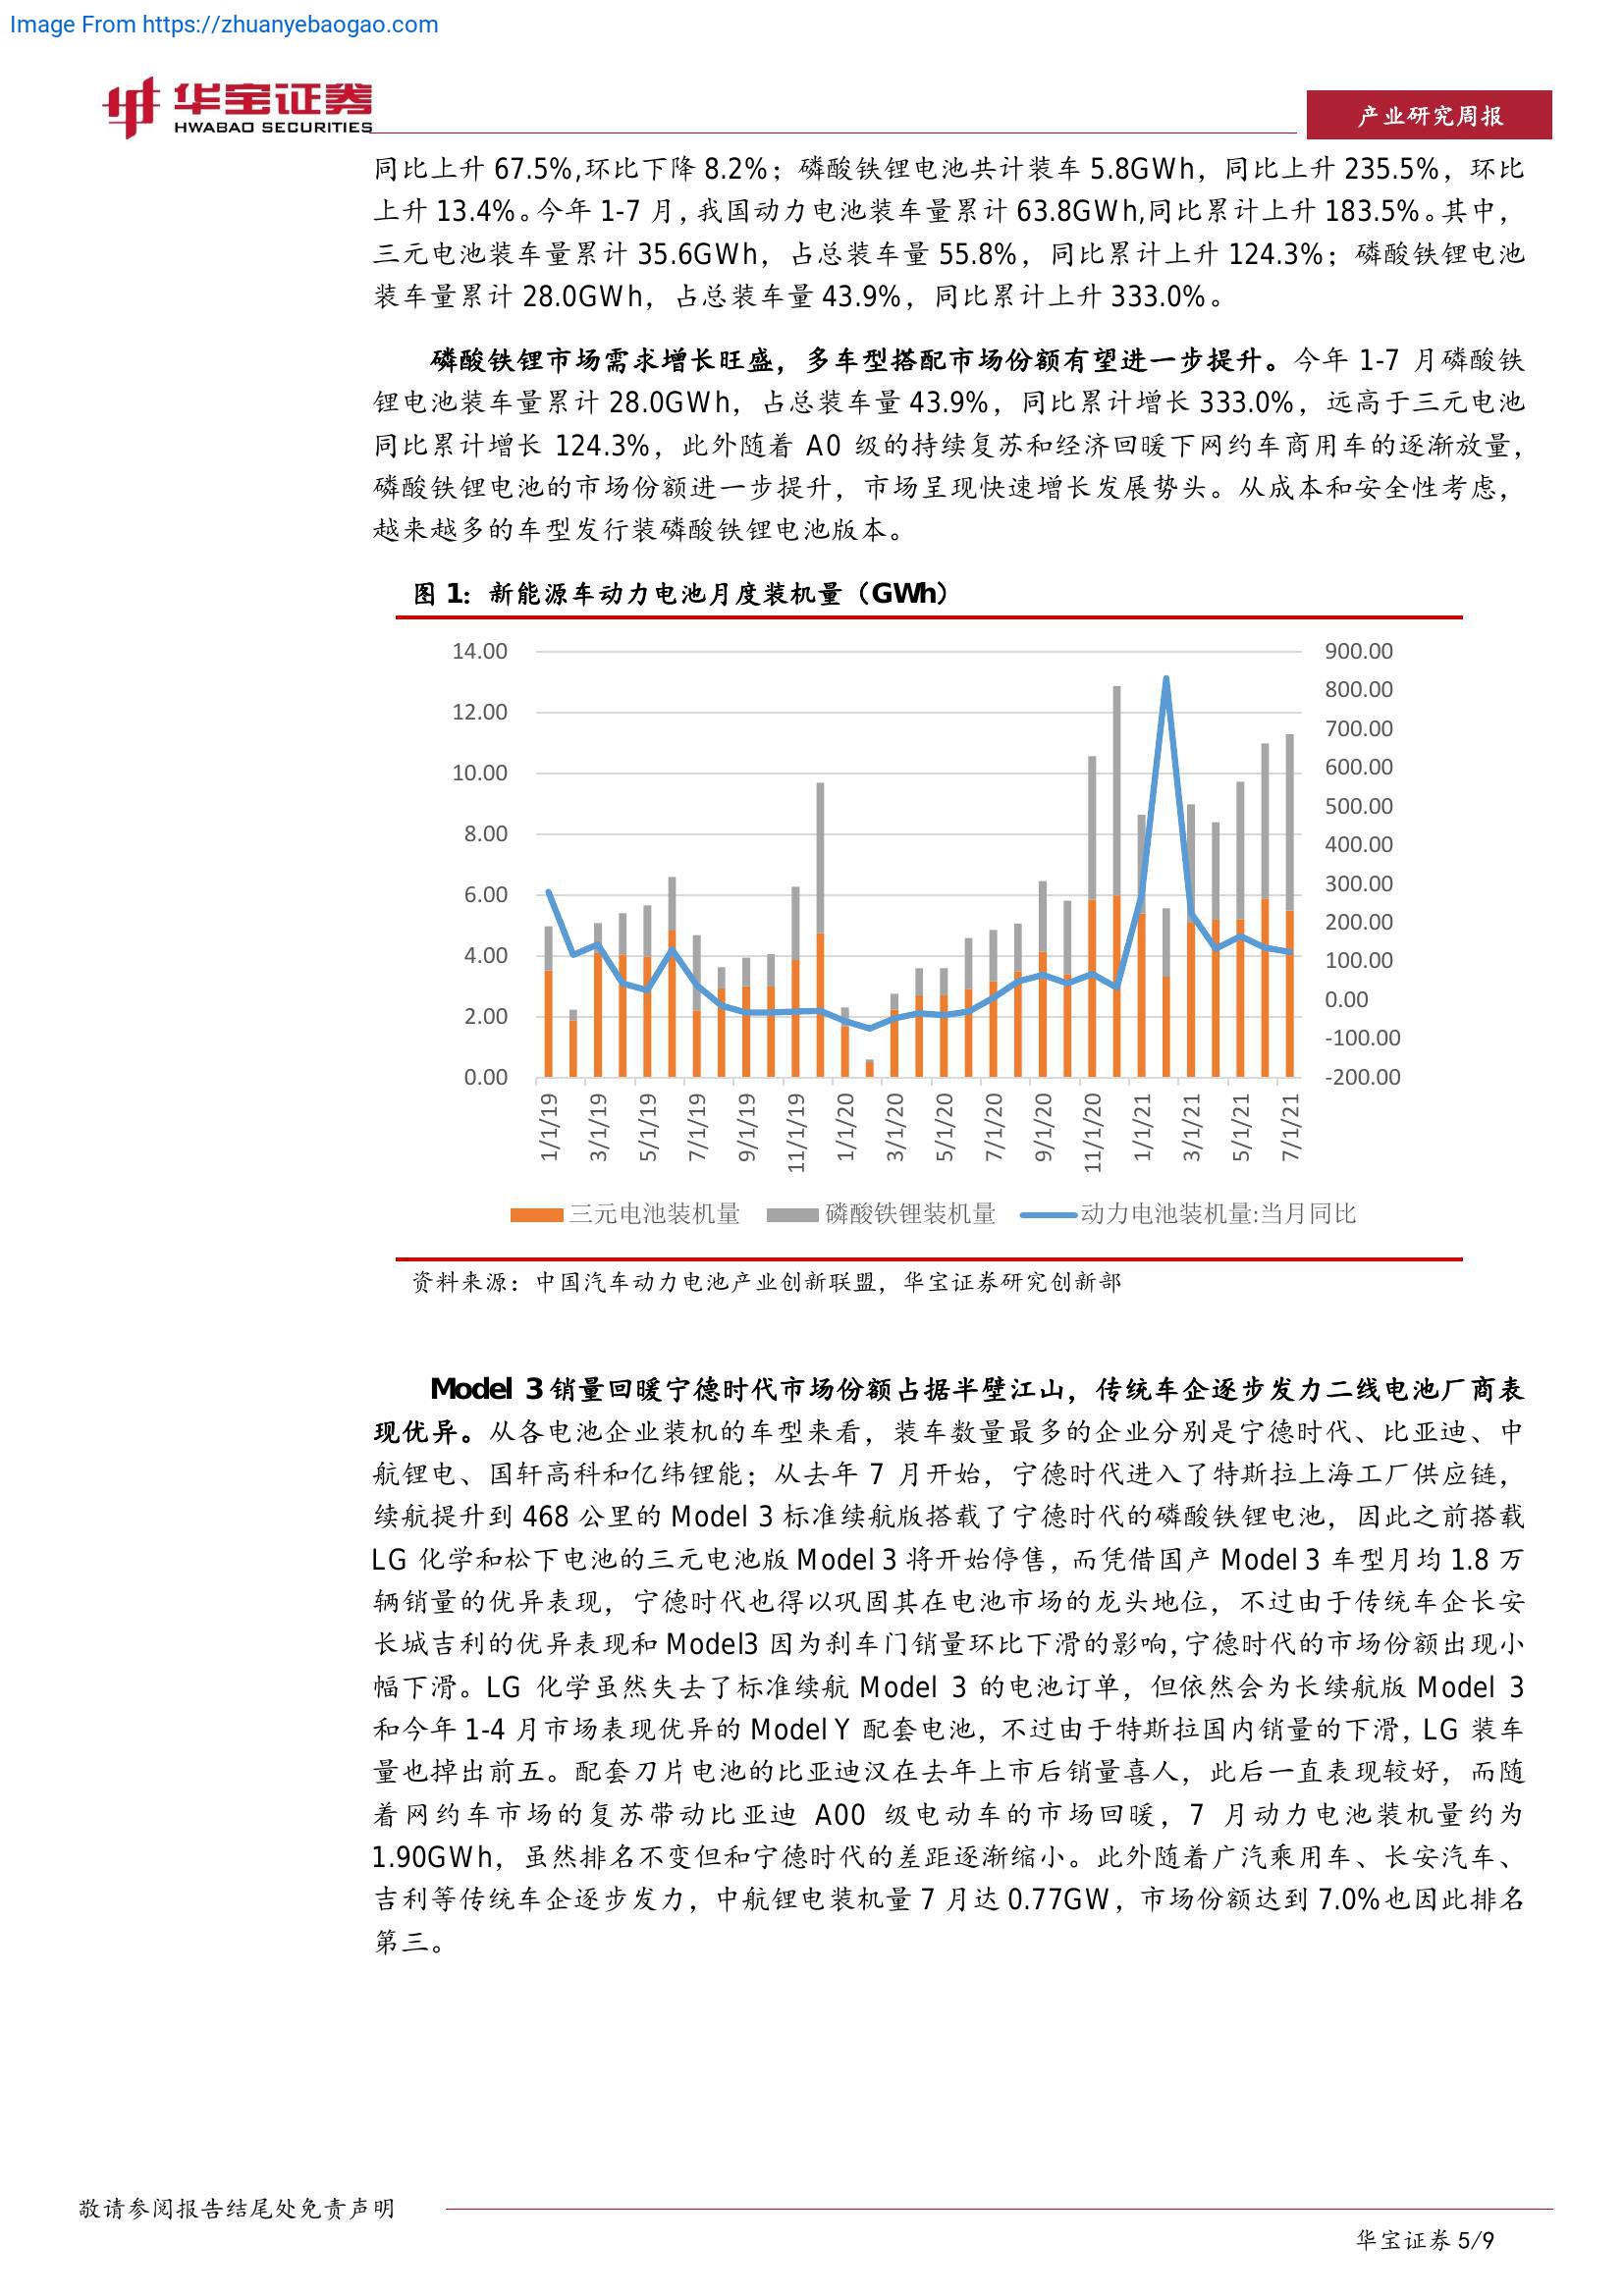 Image From https://zhuanyebaogao.com
华宝证券
HWABAO SECURITIES
产业研究周报
同比上升 67.5%,环比下降 8.2%；磷酸铁锂电池共计装车 5.8GWh，同比上升 235.5%，环比
上升 13.4%。今年 1-7 月,我国动力电池装车量累计 63.8GWh,同比累计上升 183.5%。其中，
三元电池装车量累计 35.6GWh，占总装车量 55.8%，同比累计上升 124.3%；磷酸铁锂电池
装车量累计 28.0GWh，占总装车量 43.9%，同比累计上升 333.0%。
磷酸铁锂市场需求增长旺盛，多车型搭配市场份额有望进一步提升。今年 1-7 月磷酸铁
锂电池装车量累计 28.0GWh，占总装车量 43.9%，同比累计增长 333.0%，远高于三元电池
同比累计增长 124.3%，此外随着 A0 级的持续复苏和经济回暖下网约车商用车的逐渐放量，
磷酸铁锂电池的市场份额进一步提升，市场呈现快速增长发展势头。从成本和安全性考虑，
越来越多的车型发行装磷酸铁锂电池版本。
图 1：新能源车动力电池月度装机量（GWh）
14.00
12.00
10.00
8.00
6.00
4.00
2.00
0.00
900.00
800.00
700.00
600.00
500.00
400.00
300.00
200.00
100.00
0.00
-100.00
-200.00
1/1/19
3/1/19
5/1/19
7/1/19
9/1/19
11/1/19
1/1/20
3/1/20
5/1/20
7/1/20
9/1/20
11/1/20
1/1/21
3/1/21
5/1/21
7/1/21
三元电池装机量
磷酸铁锂装机量
动力电池装机量:当月同比
资料来源：中国汽车动力电池产业创新联盟，华宝证券研究创新部
Model 3 销量回暖宁德时代市场份额占据半壁江山，传统车企逐步发力二线电池厂商表
现优异。从各电池企业装机的车型来看，装车数量最多的企业分别是宁德时代、比亚迪、中
航锂电、国轩高科和亿纬锂能；从去年 7 月开始，宁德时代进入了特斯拉上海工厂供应链，
续航提升到 468 公里的 Model 3 标准续航版搭载了宁德时代的磷酸铁锂电池，因此之前搭载
LG 化学和松下电池的三元电池版 Model 3 将开始停售，而凭借国产 Model 3 车型月均 1.8 万
辆销量的优异表现，宁德时代也得以巩固其在电池市场的龙头地位，不过由于传统车企长安
长城吉利的优异表现和 Model3 因为刹车门销量环比下滑的影响,宁德时代的市场份额出现小
幅下滑。LG 化学虽然失去了标准续航 Model 3 的电池订单，但依然会为长续航版 Model 3
和今年 1-4 月市场表现优异的 Model Y 配套电池，不过由于特斯拉国内销量的下滑，LG 装车
量也掉出前五。配套刀片电池的比亚迪汉在去年上市后销量喜人，此后一直表现较好，而随
着网约车市场的复苏带动比亚迪 A00 级电动车的市场回暖，7 月动力电池装机量约为
1.90GWh，虽然排名不变但和宁德时代的差距逐渐缩小。此外随着广汽乘用车、长安汽车、
吉利等传统车企逐步发力，中航锂电装机量 7 月达 0.77GW，市场份额达到 7.0%也因此排名
第三。
敬请参阅报告结尾处免责声明
华宝证券 5/9